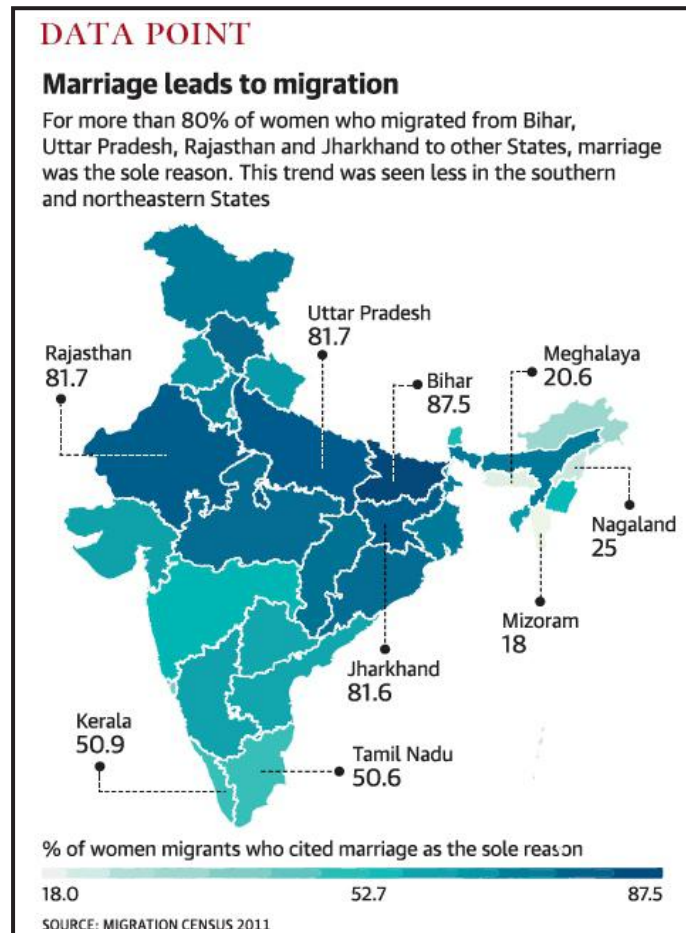 DATA POINT
Marriage leads to migration
For more than 80% of women who migrated from Bihar,
Uttar Pradesh, Rajasthan and Jharkhand to other States, marriage
was the sole reason. This trend was seen less in the southern
and northeastern States
Uttar Pradesh
81.7
Rajasthan
81.7
Bihar
87.5
Meghalaya
20.6
Nagaland
25
Mizoram
18
Jharkhand
81.6
Kerala
50.9
Tamil Nadu
50.6
% of women migrants who cited marriage as the sole reason
18.0 52.7 87.5
SOURCE: MIGRATION CENSUS 2011